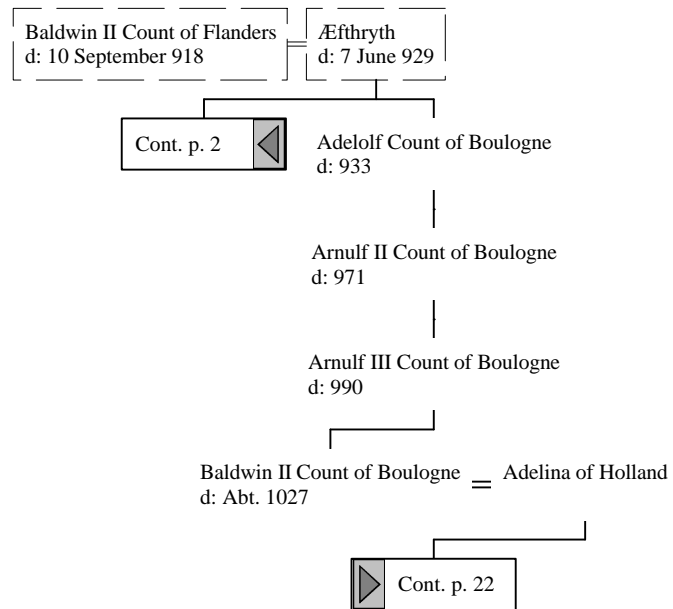 Baldwin II Count of Flanders
d: 10 September 918
Æfthryth
d: 7 June 929
Cont. p. 2
Adelolf Count of Boulogne
d: 933
Arnulf II Count of Boulogne
d: 971
Arnulf III Count of Boulogne
d: 990
Baldwin II Count of Boulogne
d: Abt. 1027
=
Adelina of Holland
Cont. p. 22